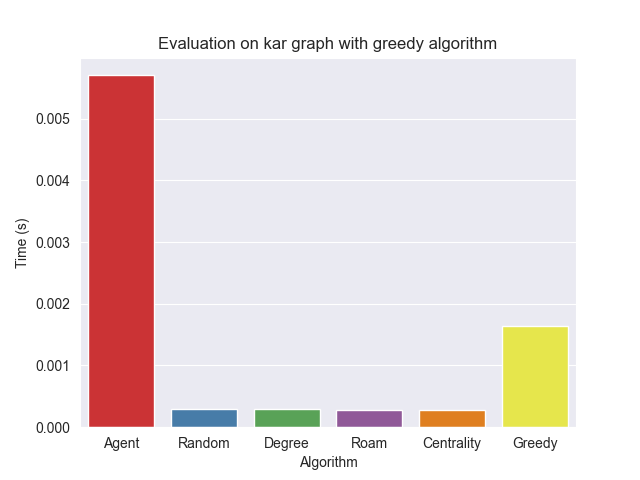 Evaluation on kar graph with greedy algorithm
0.005
0.004
0.003
0.002
0.001
0.000
Time (s)
Agent Random Degree Roam Centrality Greedy
Algorithm